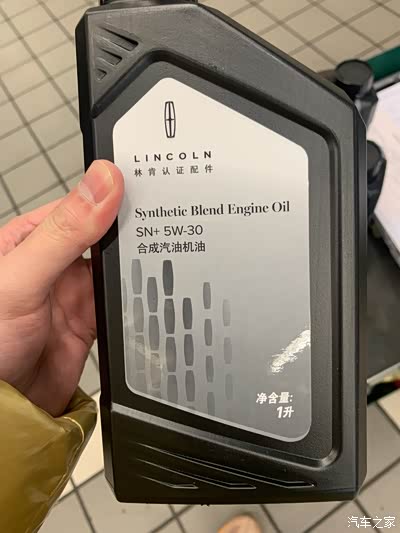 LINCOLN
林肯认证配件
Synthetic Blend Engine Oil
SN+ 5W-30
合成汽油机油
净含量:
1升
汽车之家